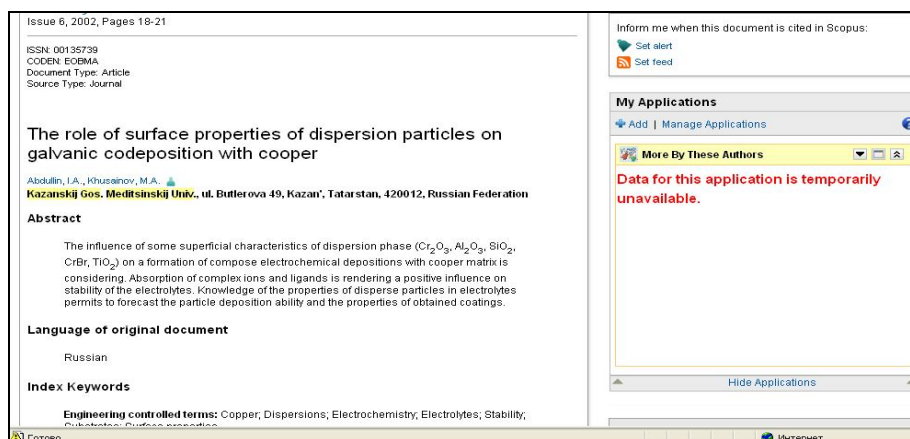 Issue 6, 2002, Pages 18-21
ISSN: 00135739
CODEN: EOBMA
Document Type: Article
Source Type: Journal
The role of surface properties of dispersion particles on
galvanic codeposition with cooper
Abdullin, I.A., Khusainov, M.A.
Kazanskij Gos. Meditsinskij Univ., ul. Butlerova 49, Kazan', Tatarstan, 420012, Russian Federation
Abstract
The influence of some superficial characteristics of dispersion phase (Cr2O3, Al2O3, SiO2,
CrBr, TiO2) on a formation of compose electrochemical depositions with cooper matrix is
considering. Absorption of complex ions and ligands is rendering a positive influence on
stability of the electrolytes. Knowledge of the properties of disperse particles in electrolytes
permits to forecast the particle deposition ability and the properties of obtained coatings.
Language of original document
Russian
Index Keywords
Engineering controlled terms: Copper; Dispersions; Electrochemistry; Electrolytes; Stability;
Substrates; Surface properties
Inform me when this document is cited in Scopus:
Set alert
Set feed
My Applications
Add | Manage Applications
More By These Authors
Data for this application is temporarily
unavailable.
Hide Applications
Готово
Интернет